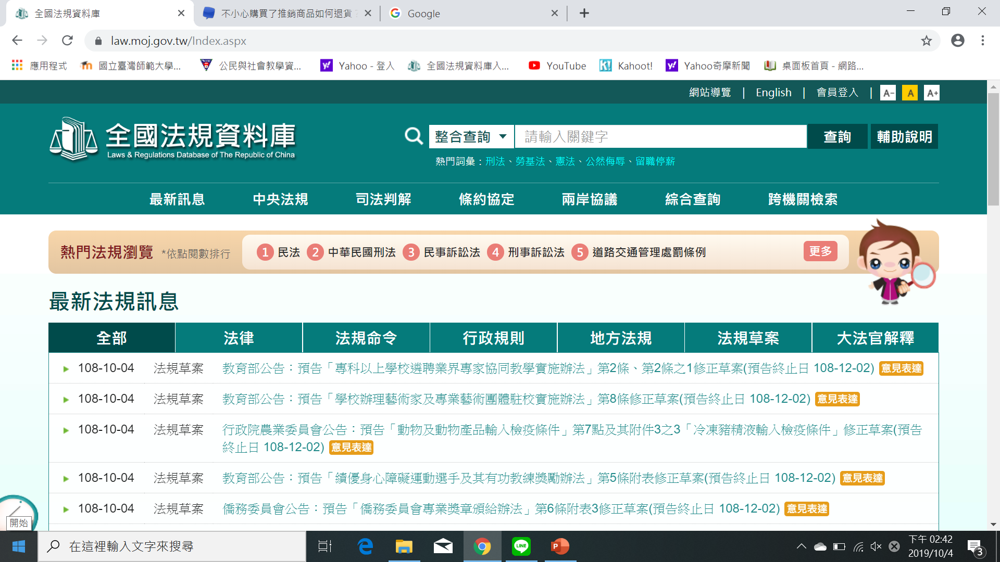 全國法規資料庫
不小心購買了推銷商品如何退貨
Google
law.moj.gov.tw/Index.aspx
應用程式
國立臺灣師範大學...
公民與社會教學資...
Yahoo - 登入
全國法規資料庫入...
YouTube
Kahoot!
Yahoo奇摩新聞
桌面板首頁 - 網路...
網站導覽 | English | 會員登入 | A- A A+
全國法規資料庫
Laws & Regulations Database of The Republic of China
整合查詢 請輸入關鍵字 查詢 輔助說明
熱門詞彙：刑法、勞基法、憲法、公然侮辱、留職停薪
最新訊息 中央法規 司法判解 條約協定 兩岸協議 綜合查詢 跨機關檢索
熱門法規瀏覽 *依點閱數排行 1 民法 2 中華民國刑法 3 民事訴訟法 4 刑事訴訟法 5 道路交通管理處罰條例 更多
最新法規訊息
全部 法律 法規命令 行政規則 地方法規 法規草案 大法官解釋
108-10-04 法規草案 教育部公告：預告「專科以上學校遴聘業界專家協同教學實施辦法」第2條、第2條之1修正草案(預告終止日 108-12-02) 意見表達
108-10-04 法規草案 教育部公告：預告「學校辦理藝術家及專業藝術團體駐校實施辦法」第8條修正草案(預告終止日 108-12-02) 意見表達
108-10-04 法規草案 行政院農業委員會公告：預告「動物及動物產品輸入檢疫條件」第7點及其附件3之3「冷凍豬精液輸入檢疫條件」修正草案(預告
終止日 108-12-02) 意見表達
108-10-04 法規草案 教育部公告：預告「績優身心障礙運動選手及其有功教練獎勵辦法」第5條附表修正草案(預告終止日 108-12-02) 意見表達
108-10-04 法規草案 僑務委員會公告：預告「僑務委員會專業獎章頒給辦法」第6條附表3修正草案(預告終止日 108-12-02) 意見表達
開始
在這裡輸入文字來搜尋
LINE
P
下午 02:42
2019/10/4
3